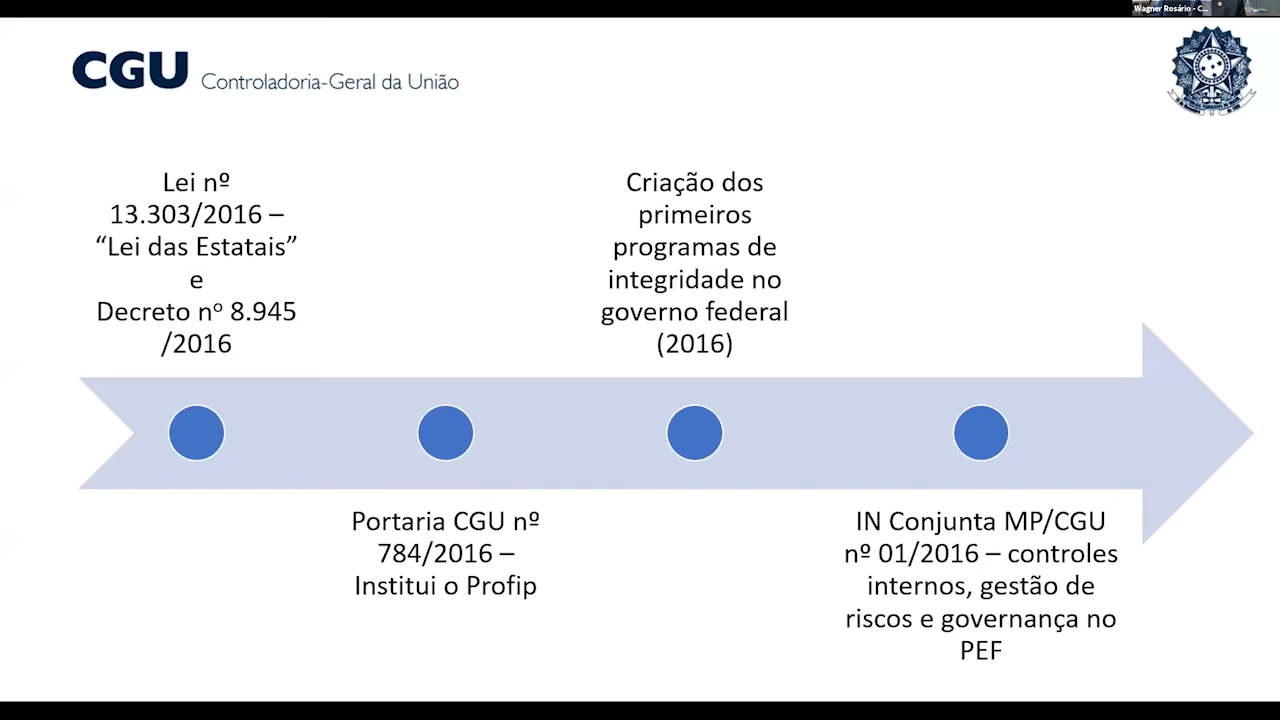 Wagner Rosário - C...
CGU Controladoria-Geral da União
Lei nº
13.303/2016 –
“Lei das Estatais”
e
Decreto nº 8.945
/2016
Criação dos
primeiros
programas de
integridade no
governo federal
(2016)
Portaria CGU nº
784/2016 –
Institui o Profip
IN Conjunta MP/CGU
nº 01/2016 – controles
internos, gestão de
riscos e governança no
PEF